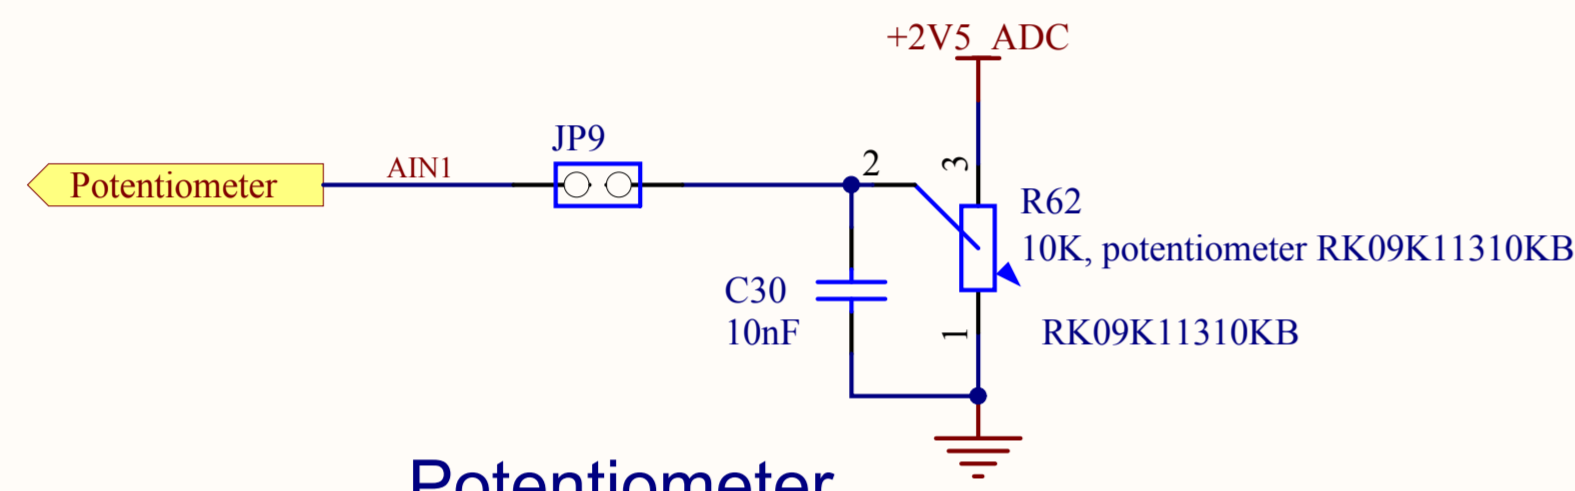 +2V5_ADC
JP9
AIN1
Potentiometer
2
3
R62
10K, potentiometer RK09K11310KB
C30
10nF
1
RK09K11310KB
Potentiometer